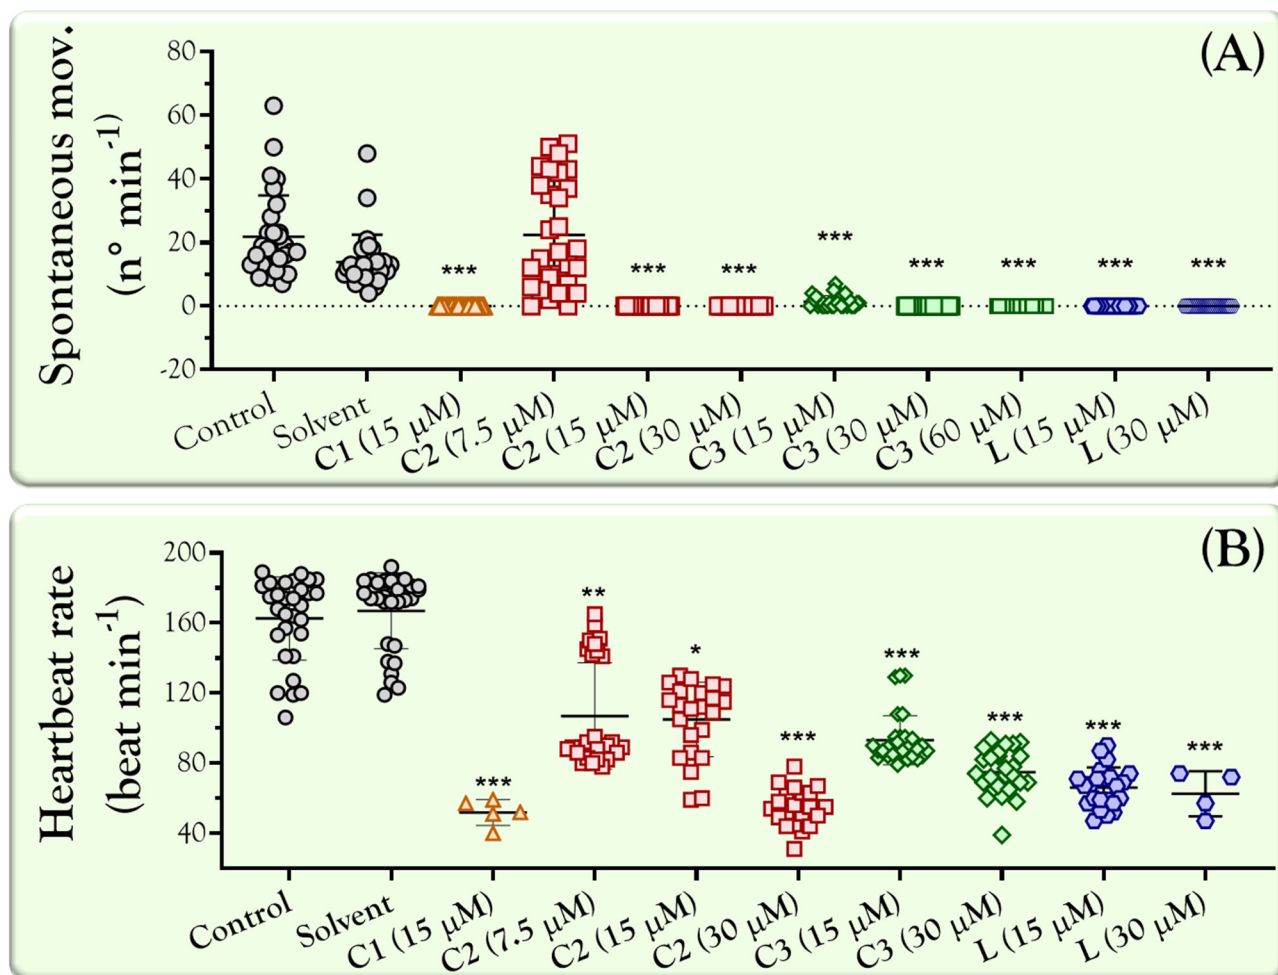 (A)
Spontaneous mov.
(n° min-1)
80
60
40
20
0
-20
***
***
***
***
***
***
***
***
Control
Solvent
C1 (15 µM)
C2 (7.5 µM)
C2 (15 µM)
C2 (30 µM)
C3 (15 µM)
C3 (30 µM)
C3 (60 µM)
L (15 µM)
L (30 µM)
(B)
Heartbeat rate
(beat min-1)
200
160
120
80
40
***
**
*
***
***
***
***
***
Control
Solvent
C1 (15 µM)
C2 (7.5 µM)
C2 (15 µM)
C2 (30 µM)
C3 (15 µM)
C3 (30 µM)
L (15 µM)
L (30 µM)